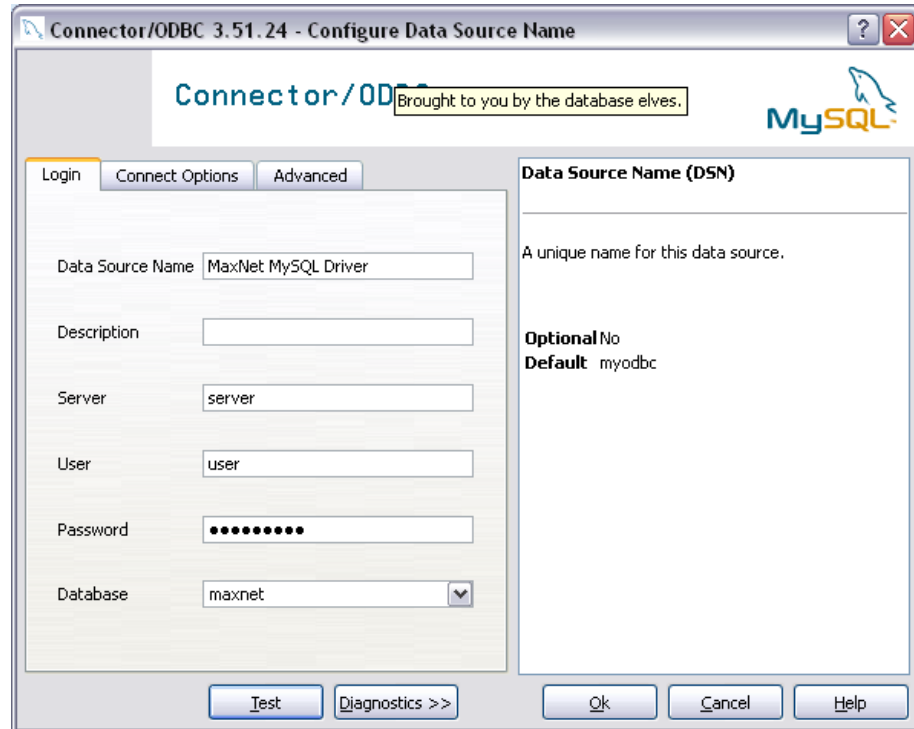 Connector/ODBC 3.51.24 - Configure Data Source Name
Connector/OD
Brought to you by the database elves.
MySQL
Login Connect Options Advanced
Data Source Name MaxNet MySQL Driver
Description
Server server
User user
Password •••••••••
Database maxnet
Data Source Name (DSN)
A unique name for this data source.
Optional No
Default myodbc
Test Diagnostics >> Ok Cancel Help